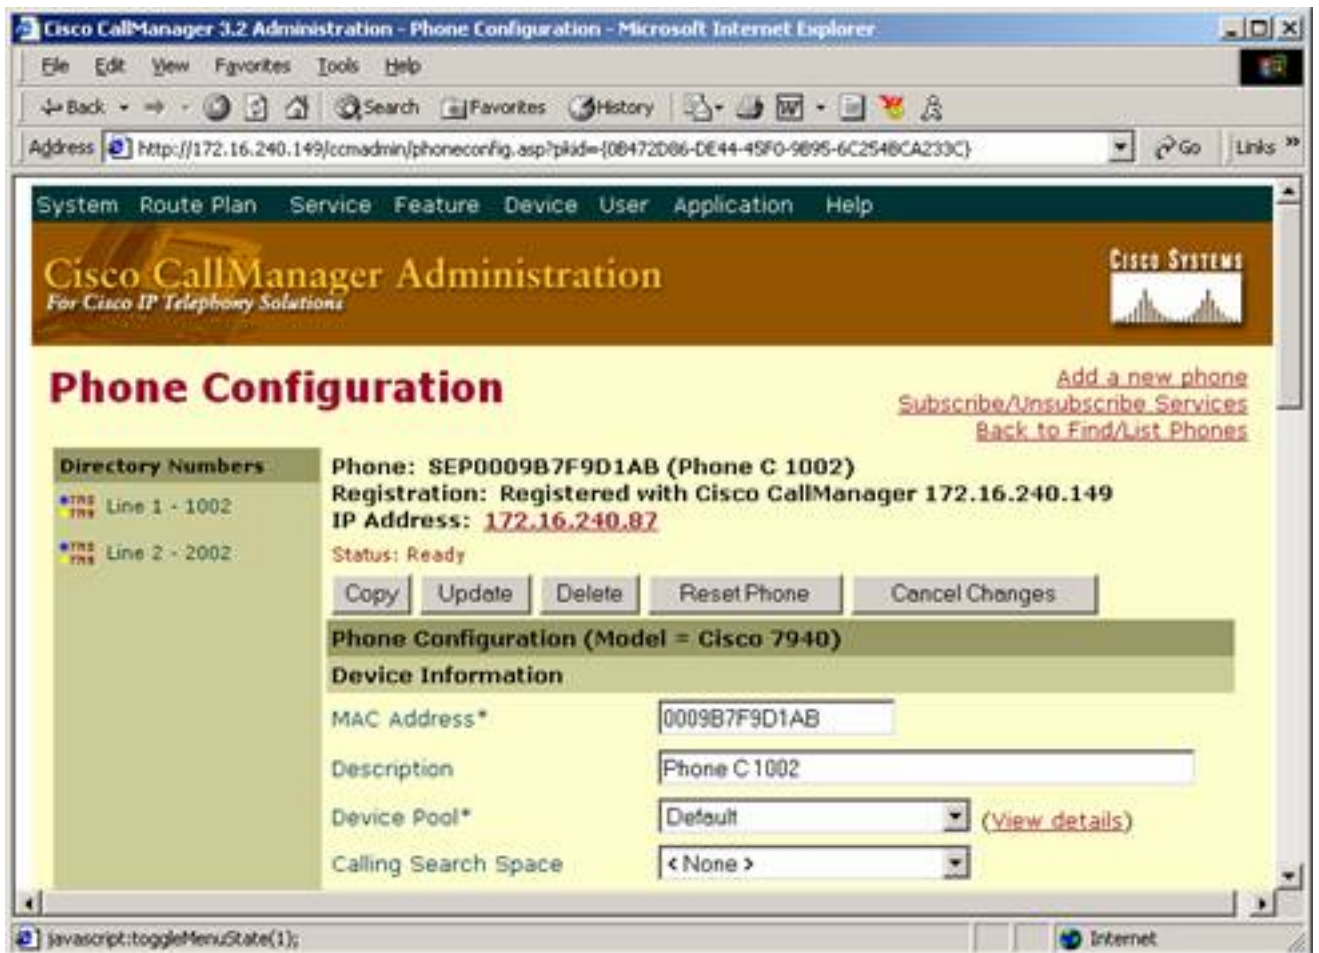 Cisco CallManager 3.2 Administration - Phone Configuration - Microsoft Internet Explorer
File Edit View Favorites Tools Help
Back Search Favorites History
Address http://172.16.240.149/ccmadmin/phoneconfig.asp?pkid={0B472D86-DE44-45F0-9B95-6C254BCA233C} Go Links »
System Route Plan Service Feature Device User Application Help
Cisco CallManager Administration
For Cisco IP Telephony Solutions
CISCO SYSTEMS
Phone Configuration
Add a new phone
Subscribe/Unsubscribe Services
Back to Find/List Phones
Directory Numbers
Line 1 - 1002
Line 2 - 2002
Phone: SEP0009B7F9D1AB (Phone C 1002)
Registration: Registered with Cisco CallManager 172.16.240.149
IP Address: 172.16.240.87
Status: Ready
Copy Update Delete Reset Phone Cancel Changes
Phone Configuration (Model = Cisco 7940)
Device Information
MAC Address* 0009B7F9D1AB
Description Phone C 1002
Device Pool* Default (View details)
Calling Search Space < None >
javascript:toggleMenuState(1); Internet